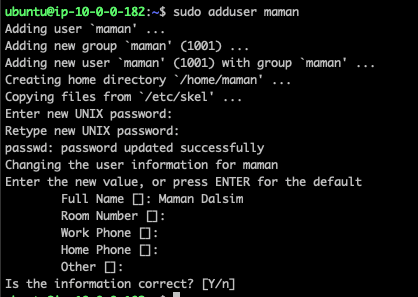 ubuntu@ip-10-0-0-182:~$ sudo adduser maman
Adding user `maman' ...
Adding new group `maman' (1001) ...
Adding new user `maman' (1001) with group `maman' ...
Creating home directory `/home/maman' ...
Copying files from `/etc/skel' ...
Enter new UNIX password:
Retype new UNIX password:
passwd: password updated successfully
Changing the user information for maman
Enter the new value, or press ENTER for the default
Full Name []: Maman Dalsim
Room Number []:
Work Phone []:
Home Phone []:
Other []:
Is the information correct? [Y/n]